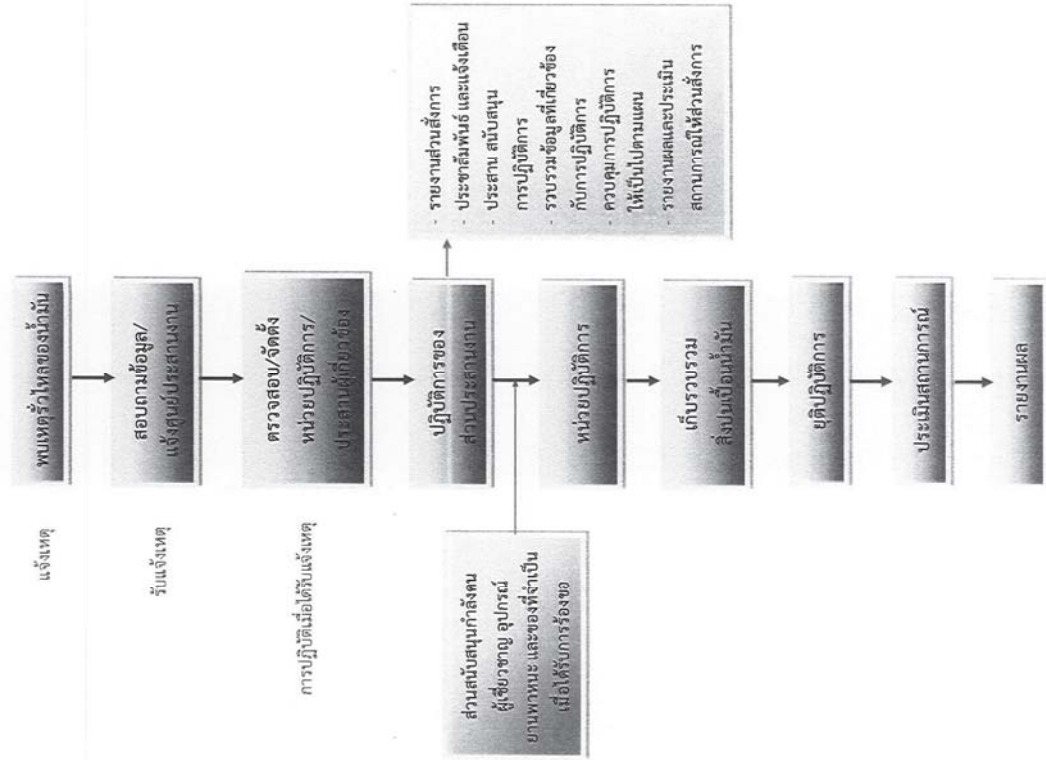 แจ้งเหตุ
พบเหตุรั่วไหลของน้ำมัน
รับแจ้งเหตุ
สอบถามข้อมูล/
แจ้งศูนย์ประสานงาน
การปฏิบัติเมื่อได้รับแจ้งเหตุ
ตรวจสอบ/จัดตั้ง
หน่วยปฏิบัติการ/
ประสานผู้เกี่ยวข้อง
ปฏิบัติการของ
ส่วนประสานงาน
- รายงานส่วนสั่งการ
- ประชาสัมพันธ์ และแจ้งเตือน
- ประสาน สนับสนุน
การปฏิบัติการ
- รวบรวมข้อมูลที่เกี่ยวข้อง
กับการปฏิบัติการ
- ควบคุมการปฏิบัติการ
ให้เป็นไปตามแผน
- รายงานผลและประเมิน
สถานการณ์ให้ส่วนสั่งการ
ส่วนสนับสนุนกำลังคน
ผู้เชี่ยวชาญ อุปกรณ์
ยานพาหนะ และของที่จำเป็น
เมื่อได้รับการร้องขอ
หน่วยปฏิบัติการ
เก็บรวบรวม
สิ่งปนเปื้อนน้ำมัน
ยุติปฏิบัติการ
ประเมินสถานการณ์
รายงานผล